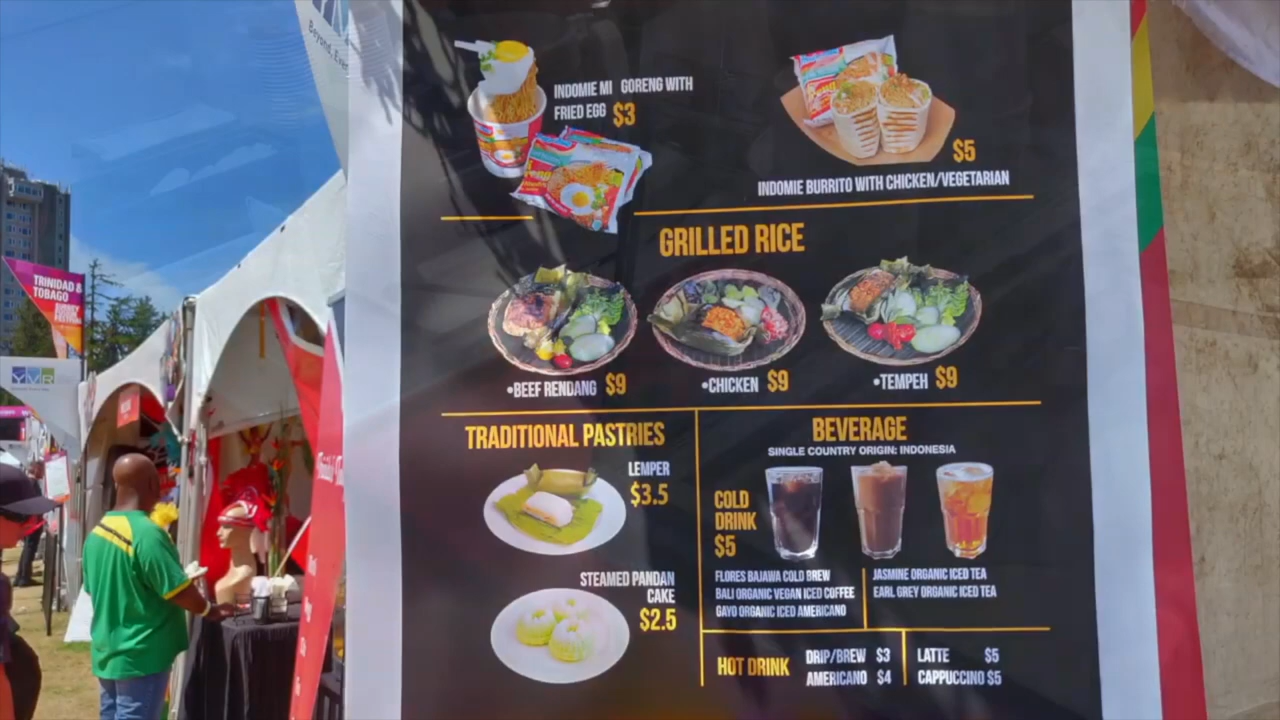 Beyond, Every
TRINIDAD &
TOBAGO
YVR
INDOMIE MI GORENG WITH
FRIED EGG $3
$5
INDOMIE BURRITO WITH CHICKEN/VEGETARIAN
GRILLED RICE
•BEEF RENDANG $9
•CHICKEN $9
•TEMPEH $9
TRADITIONAL PASTRIES
LEMPER
$3.5
STEAMED PANDAN
CAKE
$2.5
BEVERAGE
SINGLE COUNTRY ORIGIN: INDONESIA
COLD
DRINK
$5
FLORES BAJAWA COLD BREW
BALI ORGANIC VEGAN ICED COFFEE
GAYO ORGANIC ICED AMERICANO
JASMINE ORGANIC ICED TEA
EARL GREY ORGANIC ICED TEA
HOT DRINK
DRIP/BREW $3
AMERICANO $4
LATTE $5
CAPPUCCINO $5